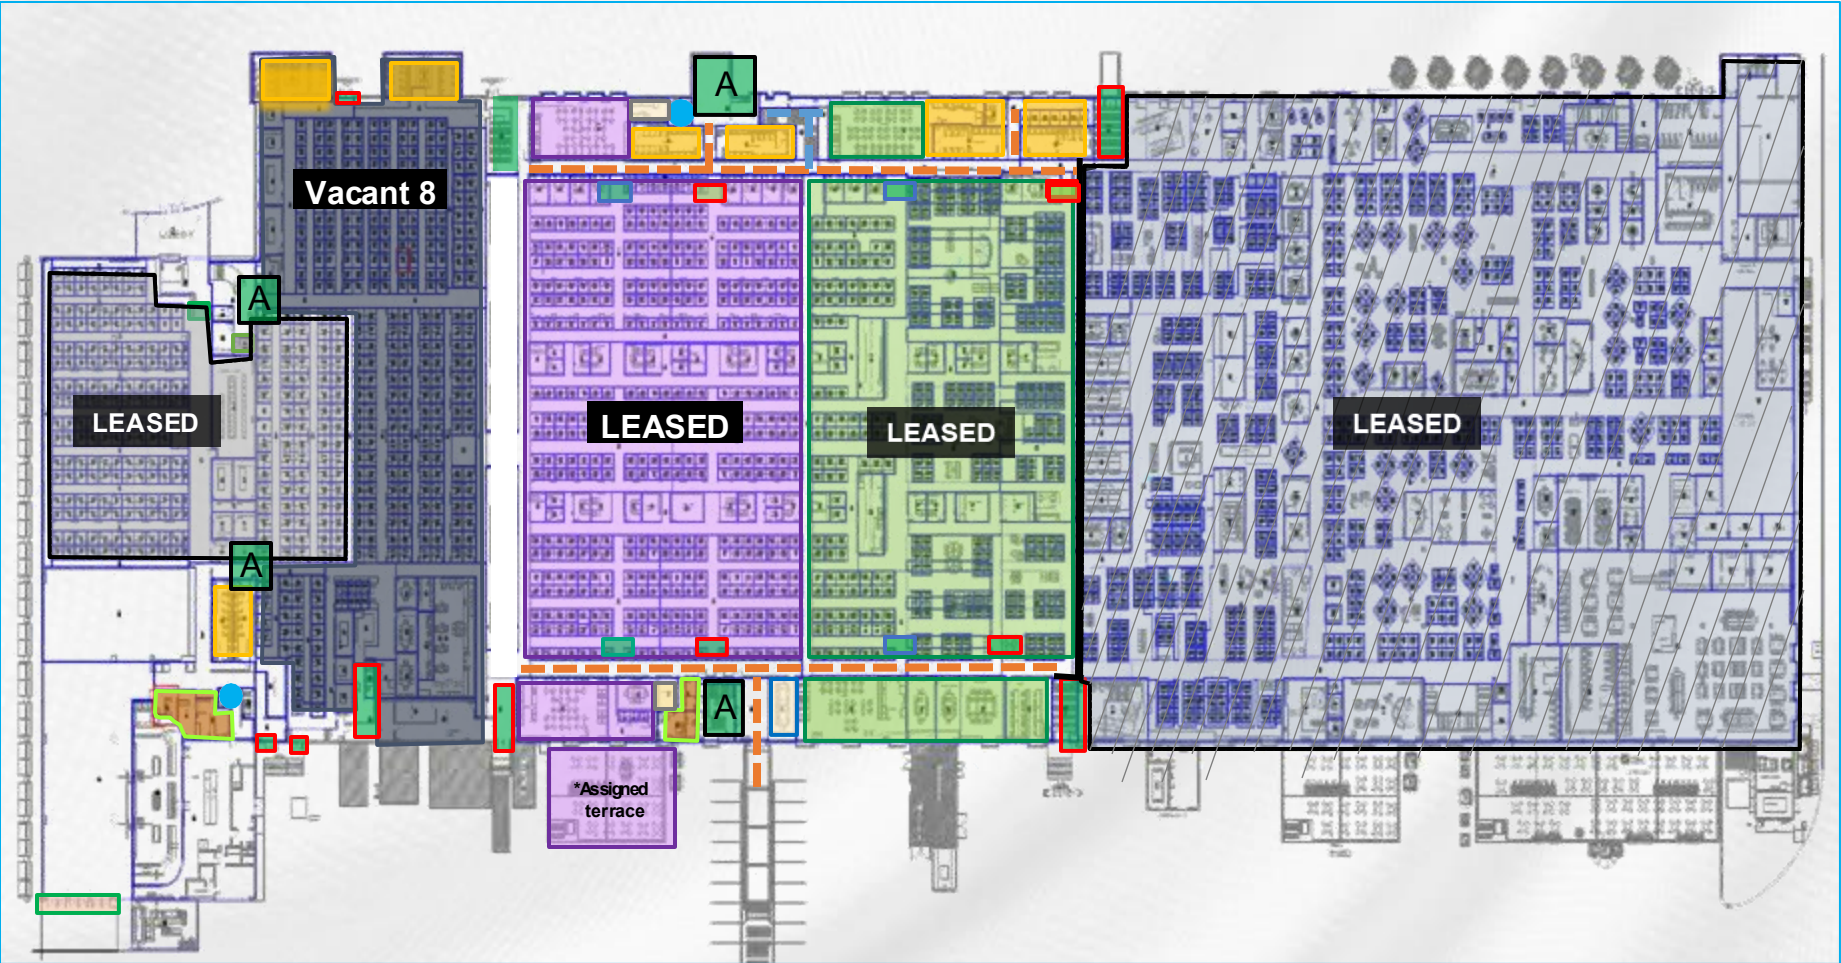 A
Vacant 8
A
LEASED
LEASED
LEASED
LEASED
A
A
*Assigned
terrace